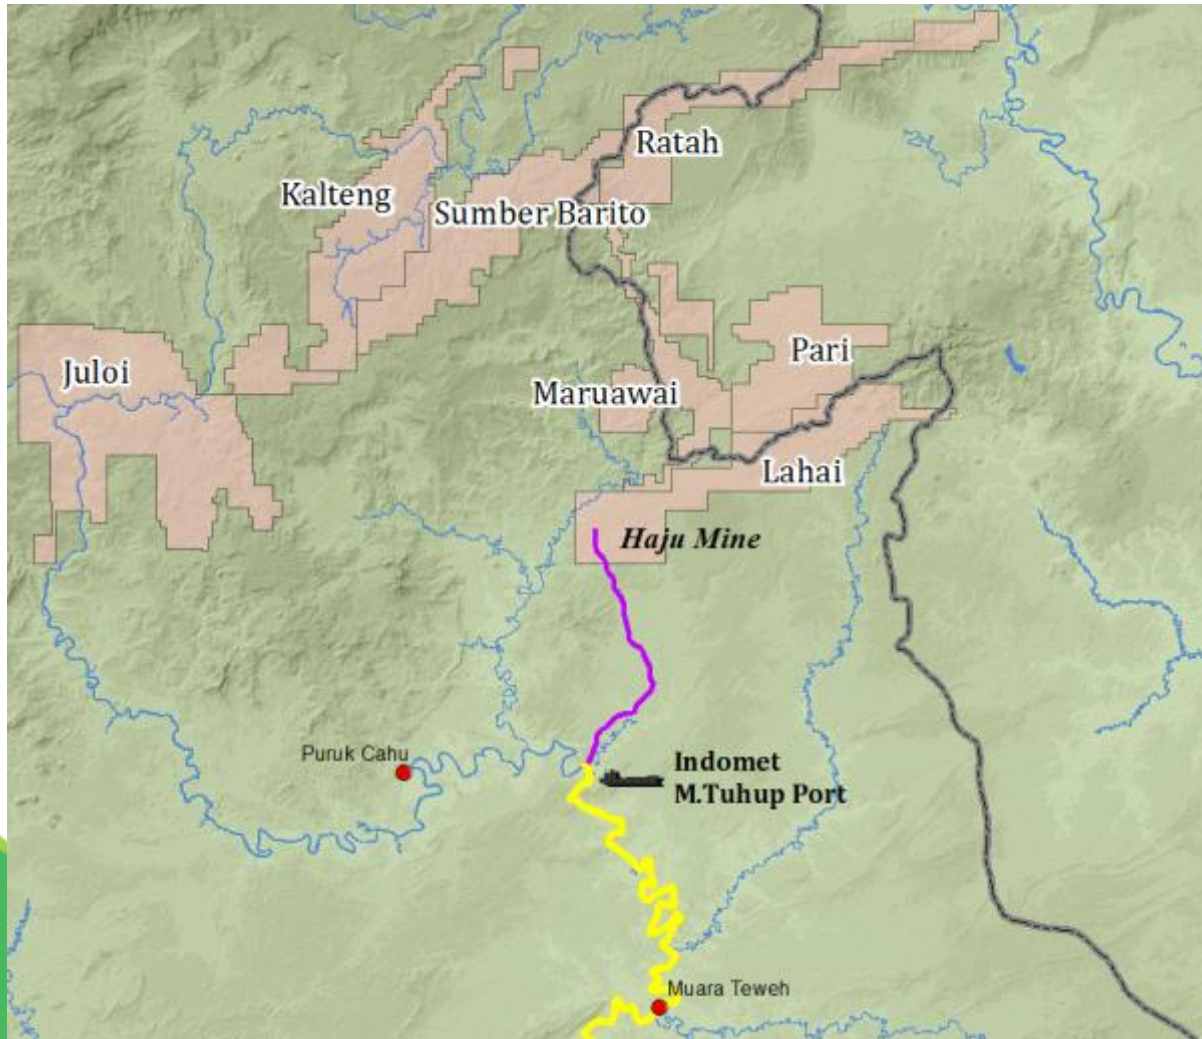 Ratah
Kalteng
Sumber Barito
Juloi
Pari
Maruawai
Lahai
Haju Mine
Puruk Cahu
Indomet
M.Tuhup Port
Muara Teweh